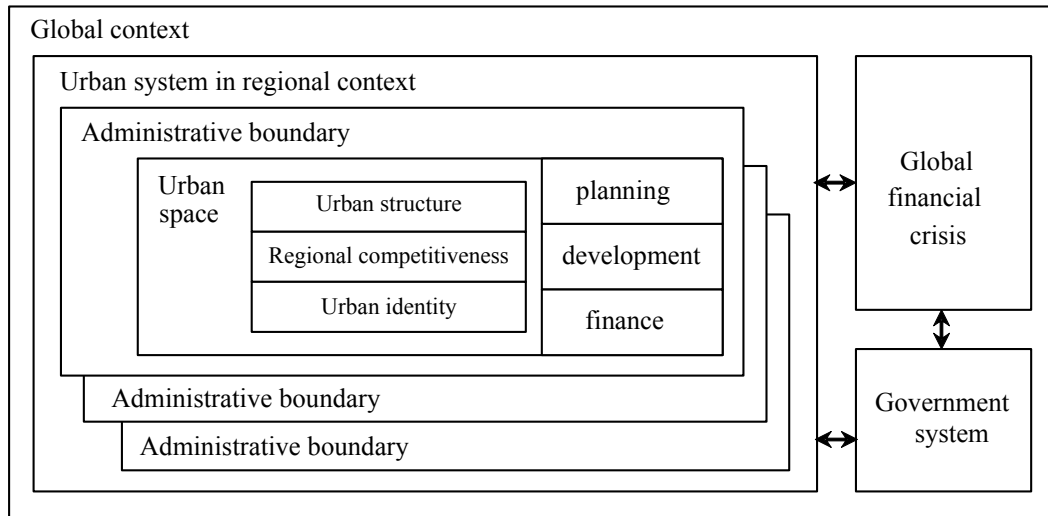 Global context
Urban system in regional context
Administrative boundary
Urban
space
Urban structure
Regional competitiveness
Urban identity
planning
development
finance
Administrative boundary
Administrative boundary
Global
financial
crisis
Government
system